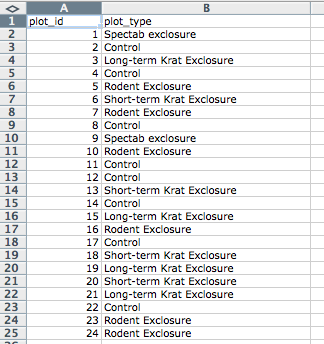 A B
1 plot_id plot_type
2 1 Spectab exclosure
3 2 Control
4 3 Long-term Krat Exclosure
5 4 Control
6 5 Rodent Exclosure
7 6 Short-term Krat Exclosure
8 7 Rodent Exclosure
9 8 Control
10 9 Spectab exclosure
11 10 Rodent Exclosure
12 11 Control
13 12 Control
14 13 Short-term Krat Exclosure
15 14 Control
16 15 Long-term Krat Exclosure
17 16 Rodent Exclosure
18 17 Control
19 18 Short-term Krat Exclosure
20 19 Long-term Krat Exclosure
21 20 Short-term Krat Exclosure
22 21 Long-term Krat Exclosure
23 22 Control
24 23 Rodent Exclosure
25 24 Rodent Exclosure